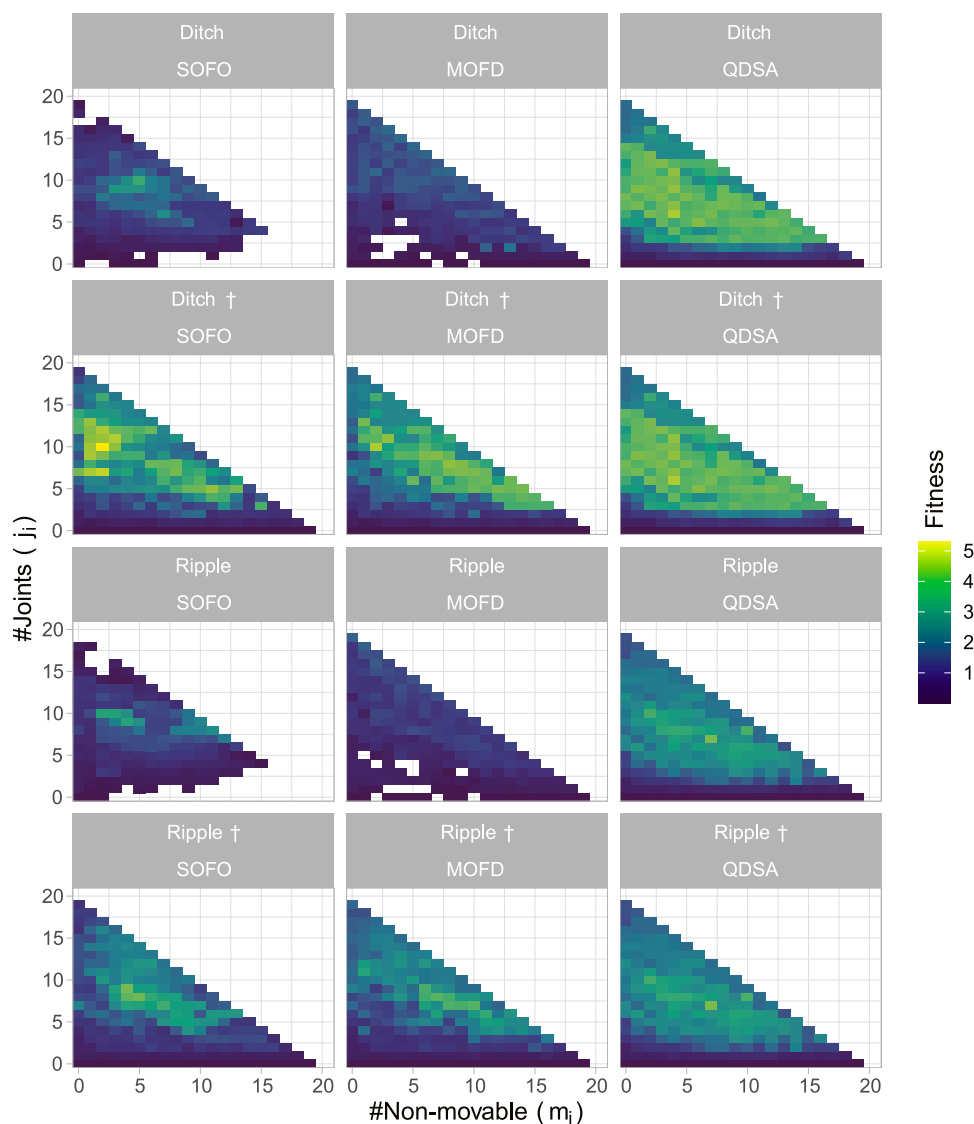 Ditch Ditch Ditch
SOFO MOFD QDSA
20
15
10
5
0
Ditch † Ditch † Ditch †
SOFO MOFD QDSA
20
15
10
5
0
Ripple Ripple Ripple
SOFO MOFD QDSA
20
15
10
5
0
Ripple † Ripple † Ripple †
SOFO MOFD QDSA
20
15
10
5
0
0 5 10 15 20 0 5 10 15 20 0 5 10 15 20
#Non-movable ( mᵢ)
#Joints ( jᵢ)
Fitness
5
4
3
2
1